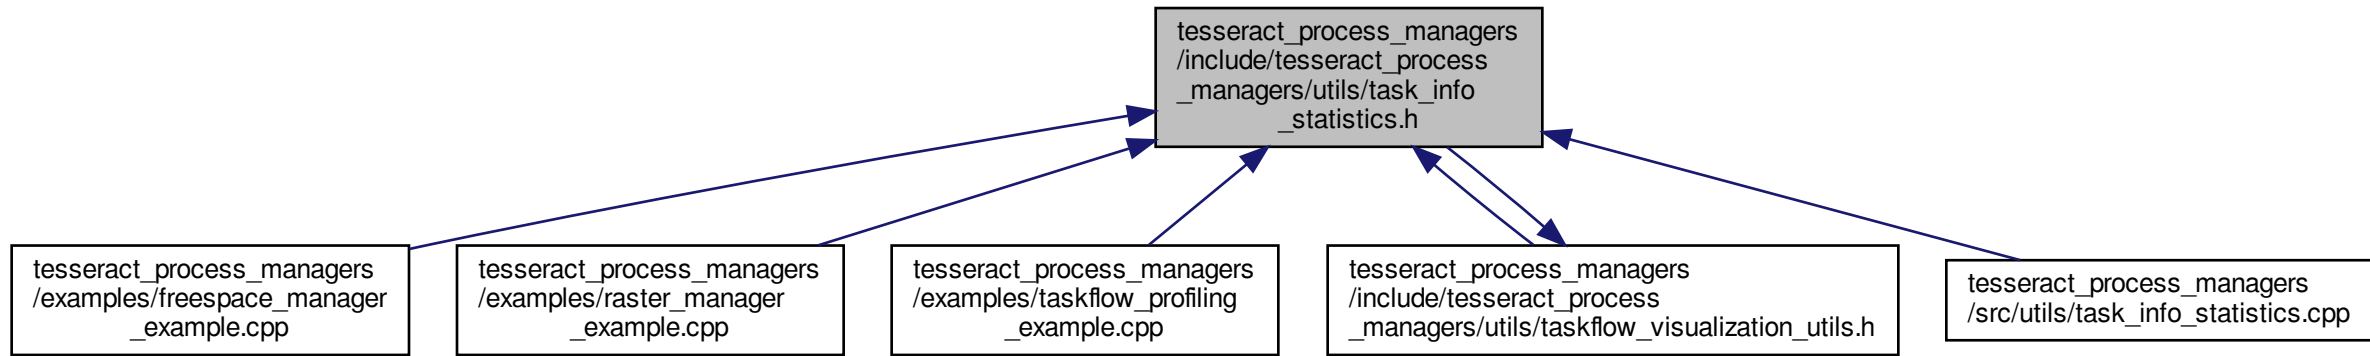 tesseract_process_managers
/include/tesseract_process
_managers/utils/task_info
_statistics.h
tesseract_process_managers
/examples/freespace_manager
_example.cpp
tesseract_process_managers
/examples/raster_manager
_example.cpp
tesseract_process_managers
/examples/taskflow_profiling
_example.cpp
tesseract_process_managers
/include/tesseract_process
_managers/utils/taskflow_visualization_utils.h
tesseract_process_managers
/src/utils/task_info_statistics.cpp